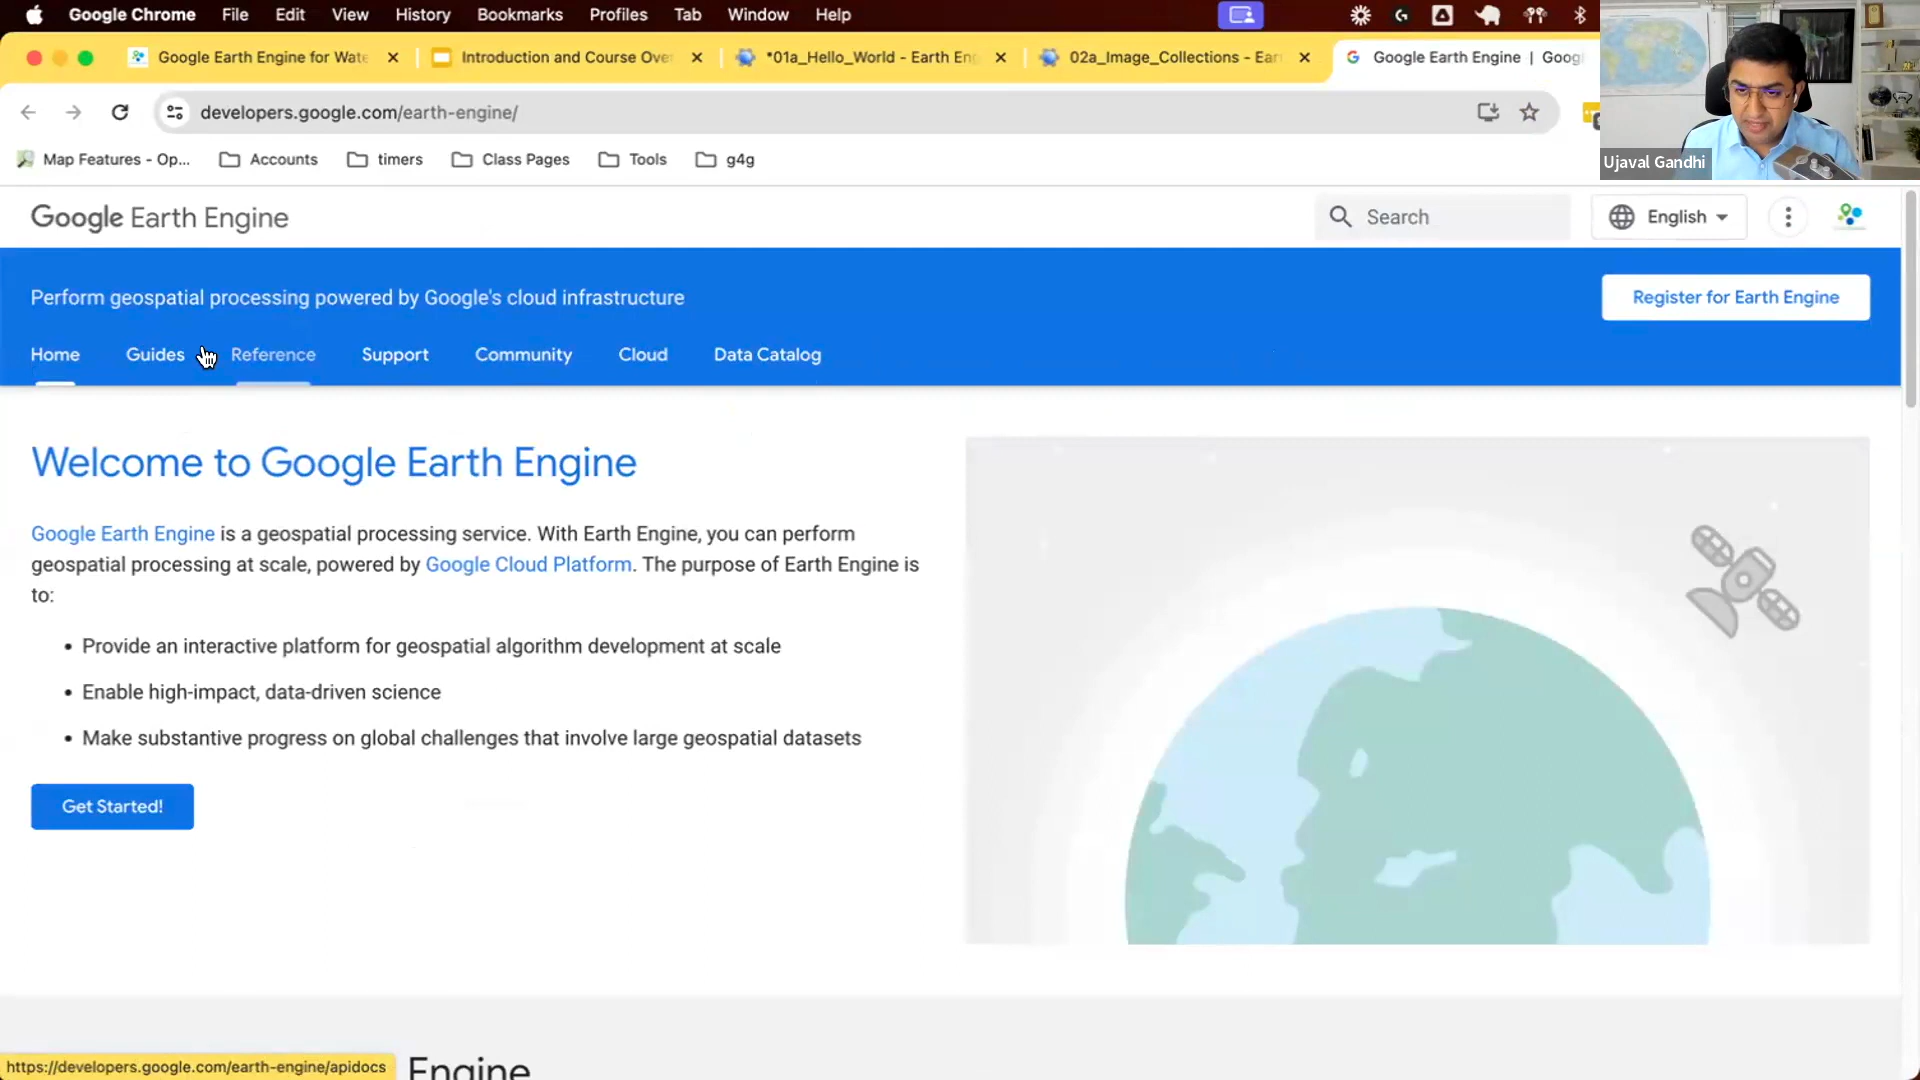 Google Chrome File Edit View History Bookmarks Profiles Tab Window Help
Google Earth Engine for Wate
Introduction and Course Over
*01a_Hello_World - Earth Eng
02a_Image_Collections - Eart
Google Earth Engine | Googl
developers.google.com/earth-engine/
Map Features - Op... Accounts timers Class Pages Tools g4g
Ujaval Gandhi
Google Earth Engine
Search
English
Perform geospatial processing powered by Google's cloud infrastructure
Register for Earth Engine
Home Guides Reference Support Community Cloud Data Catalog
Welcome to Google Earth Engine
Google Earth Engine is a geospatial processing service. With Earth Engine, you can perform
geospatial processing at scale, powered by Google Cloud Platform. The purpose of Earth Engine is
to:
• Provide an interactive platform for geospatial algorithm development at scale
• Enable high-impact, data-driven science
• Make substantive progress on global challenges that involve large geospatial datasets
Get Started!
https://developers.google.com/earth-engine/apidocs
Engine